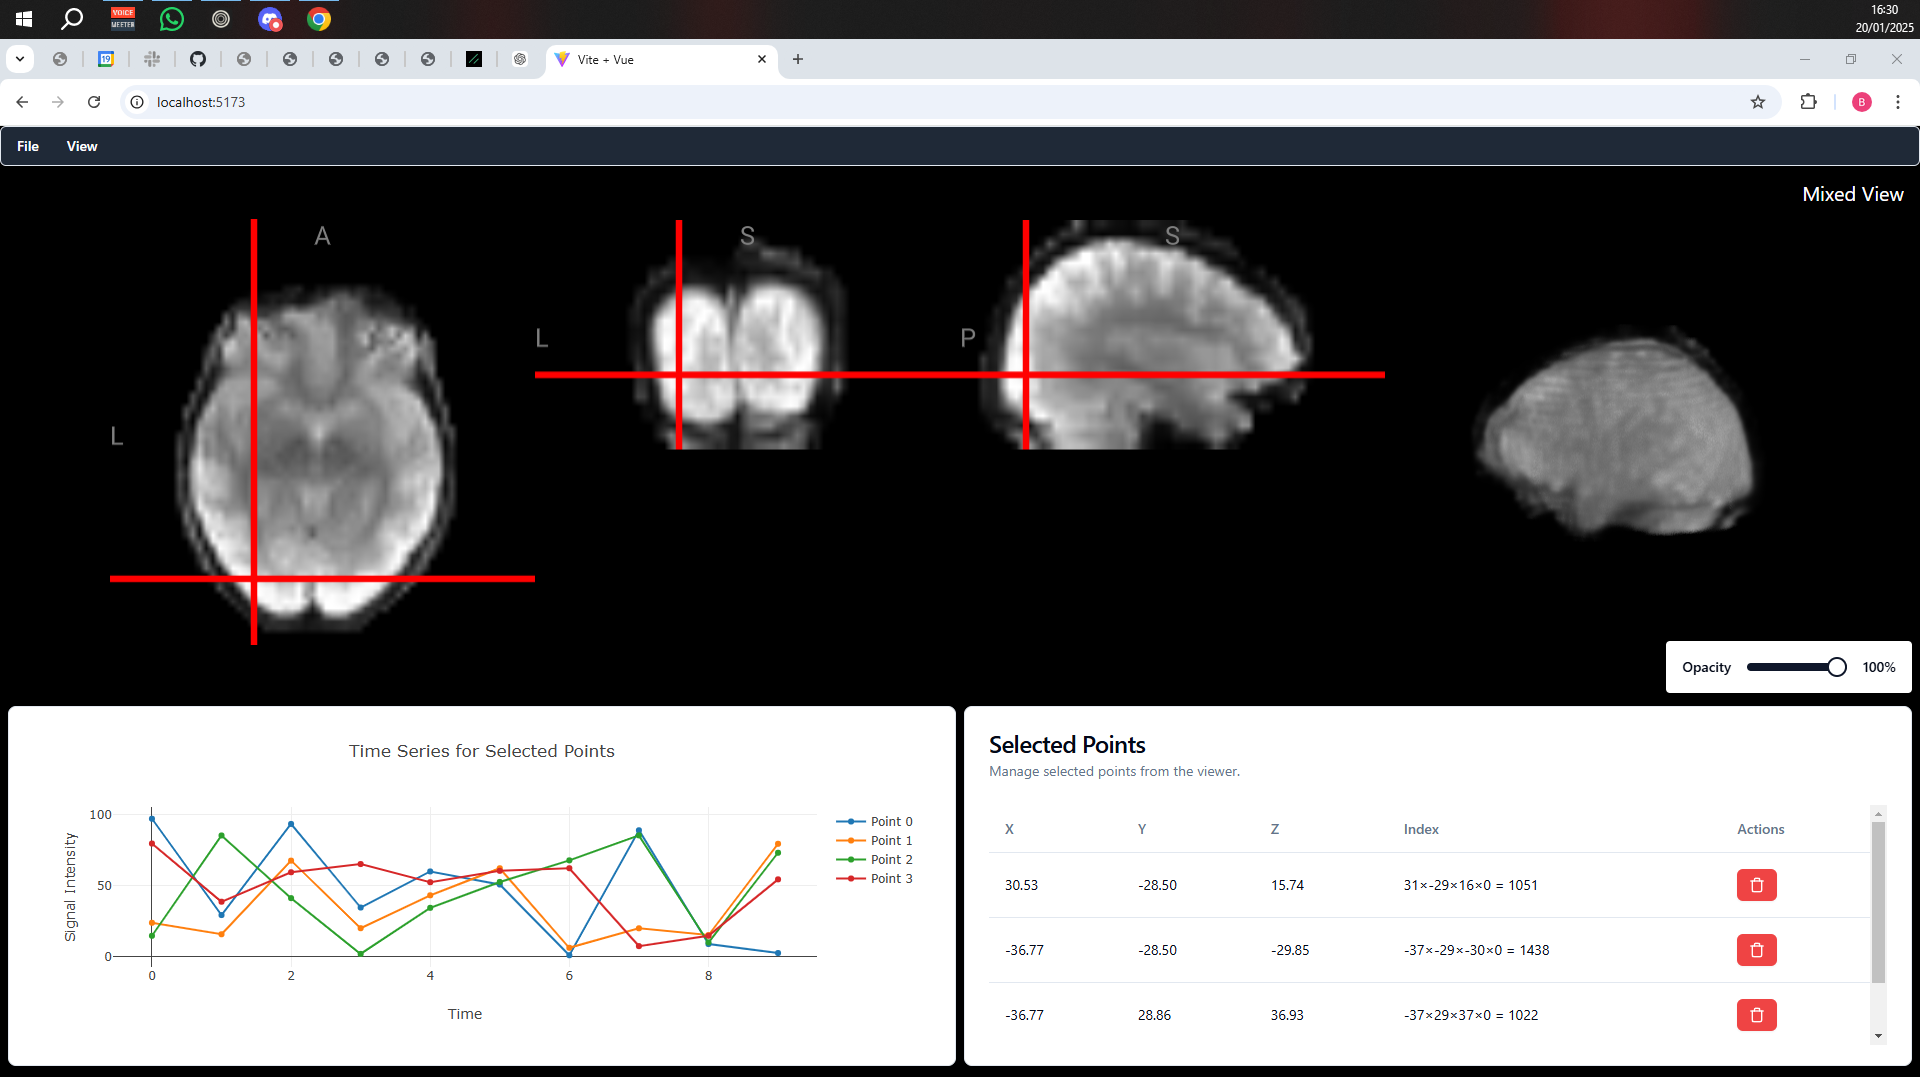 16:30
20/01/2025
VOICE
MEETER
19
Vite + Vue
localhost:5173
B
File View
Mixed View
A
S
S
L
P
L
Opacity 100%
Time Series for Selected Points
100
50
0
Signal Intensity
0 2 4 6 8
Time
Point 0
Point 1
Point 2
Point 3
Selected Points
Manage selected points from the viewer.
X Y Z Index Actions
30.53 -28.50 15.74 31×-29×16×0 = 1051
-36.77 -28.50 -29.85 -37×-29×-30×0 = 1438
-36.77 28.86 36.93 -37×29×37×0 = 1022